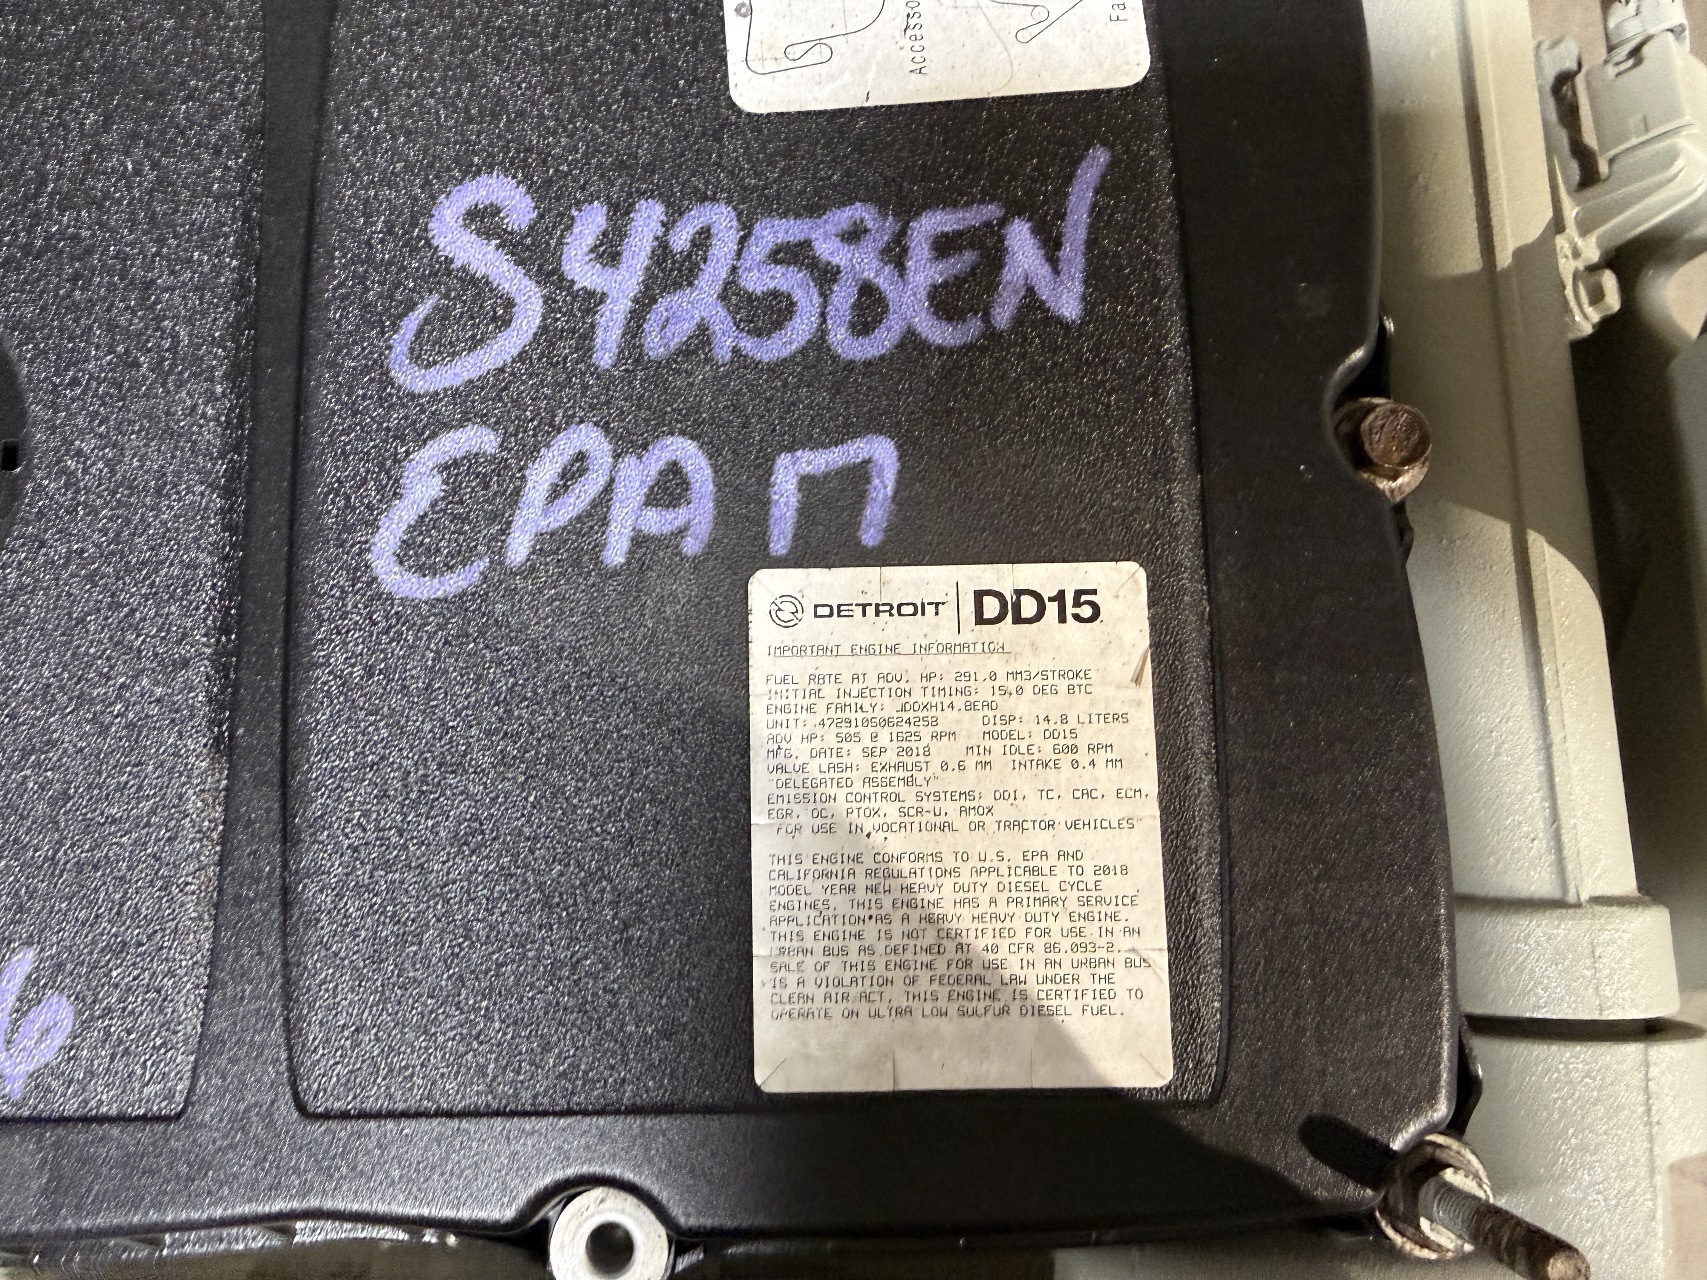 Accesso
Fa
S4258EN
EPA 17
6
DETROIT DD15
IMPORTANT ENGINE INFORMATION
FUEL RATE AT ADV. HP: 291.0 MM3/STROKE
INITIAL INJECTION TIMING: 15.0 DEG BTC
ENGINE FAMILY: JDDXH14.8EAD
UNIT: 472910S0624258 DISP: 14.8 LITERS
ADV HP: 505 @ 1625 RPM MODEL: DD15
MFG. DATE: SEP 2018 MIN IDLE: 600 RPM
VALVE LASH: EXHAUST 0.6 MM INTAKE 0.4 MM
"DELEGATED ASSEMBLY"
EMISSION CONTROL SYSTEMS: DDI, TC, CAC, ECM,
EGR, OC, PTOX, SCR-U, AMOX
"FOR USE IN VOCATIONAL OR TRACTOR VEHICLES"
THIS ENGINE CONFORMS TO U.S. EPA AND
CALIFORNIA REGULATIONS APPLICABLE TO 2018
MODEL YEAR NEW HEAVY DUTY DIESEL CYCLE
ENGINES. THIS ENGINE HAS A PRIMARY SERVICE
APPLICATION AS A HEAVY HEAVY DUTY ENGINE.
THIS ENGINE IS NOT CERTIFIED FOR USE IN AN
URBAN BUS AS DEFINED AT 40 CFR 86.093-2.
SALE OF THIS ENGINE FOR USE IN AN URBAN BUS
IS A VIOLATION OF FEDERAL LAW UNDER THE
CLEAN AIR ACT. THIS ENGINE IS CERTIFIED TO
OPERATE ON ULTRA LOW SULFUR DIESEL FUEL.